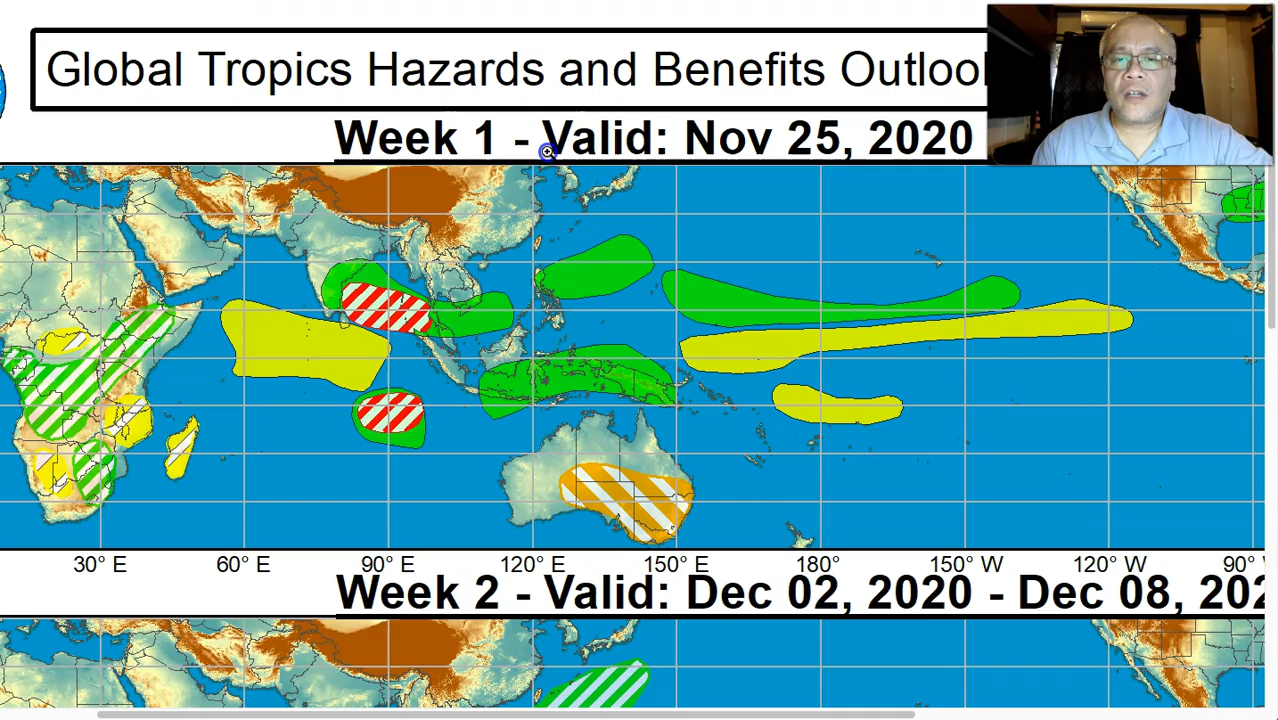 Global Tropics Hazards and Benefits Outloo
Week 1 - Valid: Nov 25, 2020
30° E 60° E 90° E 120° E 150° E 180° 150° W 120° W 90°
Week 2 - Valid: Dec 02, 2020 - Dec 08, 202